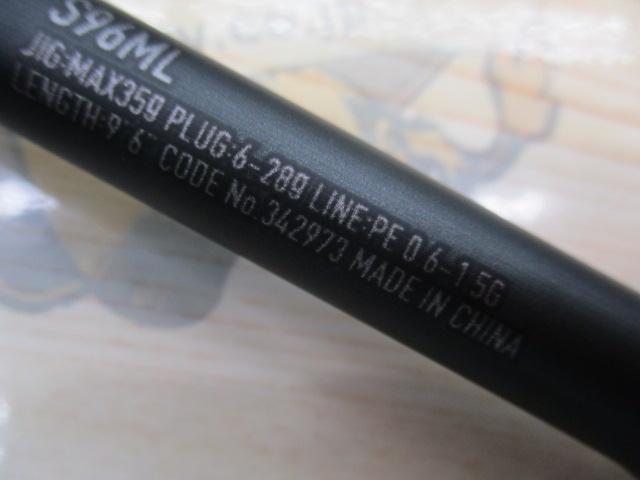 S96ML
JIG:MAX35g PLUG:6-28g LINE:PE 0.6-1.5G
LENGTH:9'6" CODE No.342973 MADE IN CHINA